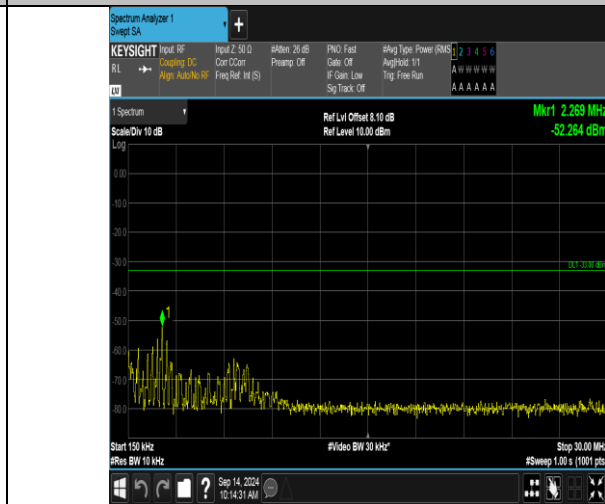 Spectrum Analyzer 1
Swept SA
+
KEYSIGHT Input: RF Input Z: 50 Ω #Atten: 26 dB PNO: Fast #Avg Type: Power (RMS 1 2 3 4 5 6
RL Coupling: DC Corr CCorr Preamp: Off Gate: Off Avg|Hold: 1/1 A W W W W W
Align: Auto/No RF Freq Ref: Int (S) IF Gain: Low Trig: Free Run
Sig Track: Off A A A A A A
LXI
1 Spectrum
Ref Lvl Offset 8.10 dB Mkr1 2.269 MHz
Scale/Div 10 dB Ref Level 10.00 dBm -52.264 dBm
Log
0.00
-10.0
-20.0
-30.0
DL1 -33.00 dBm
-40.0
-50.0
1
-60.0
-70.0
-80.0
Start 150 kHz #Video BW 30 kHz* Stop 30.00 MHz
#Res BW 10 kHz #Sweep 1.00 s (1001 pts
? Sep 14, 2024
10:14:31 AM